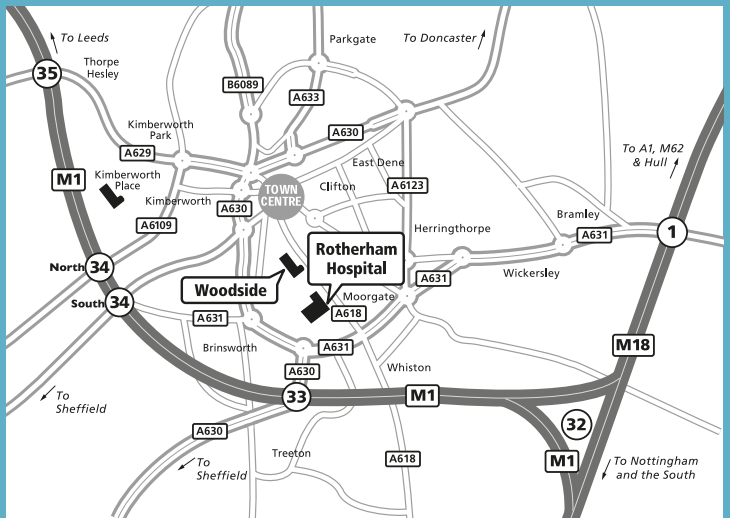 To Leeds
Parkgate
To Doncaster
Thorpe
Hesley
35
B6089
A633
Kimberworth
Park
A630
To A1, M62
& Hull
A629
East Dene
M1
Kimberworth
Place
TOWN
CENTRE
Clifton
A6123
Kimberworth
A630
Bramley
A6109
Herringthorpe
A631
1
Rotherham
Hospital
North
34
Wickersley
A631
Woodside
South
34
Moorgate
A618
A631
Brinsworth
A631
M18
A630
Whiston
To
Sheffield
33
M1
32
A630
Treeton
To
Sheffield
A618
M1
To Nottingham
and the South